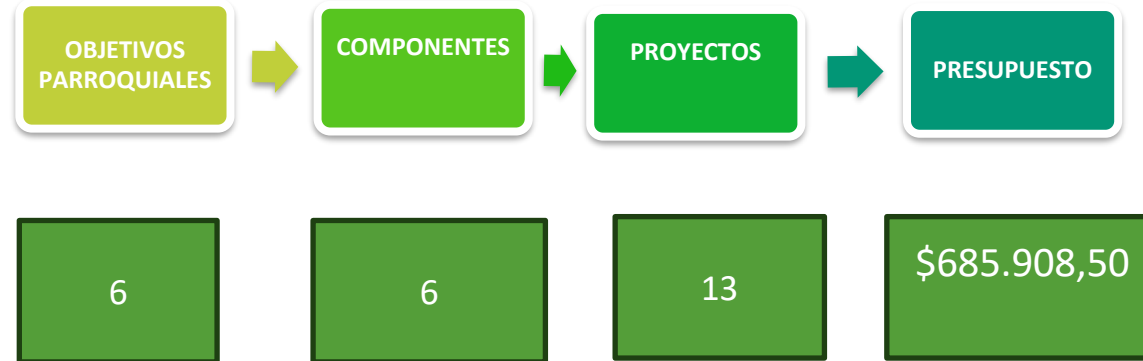 OBJETIVOS
PARROQUIALES
COMPONENTES
PROYECTOS
PRESUPUESTO
6
6
13
$685.908,50